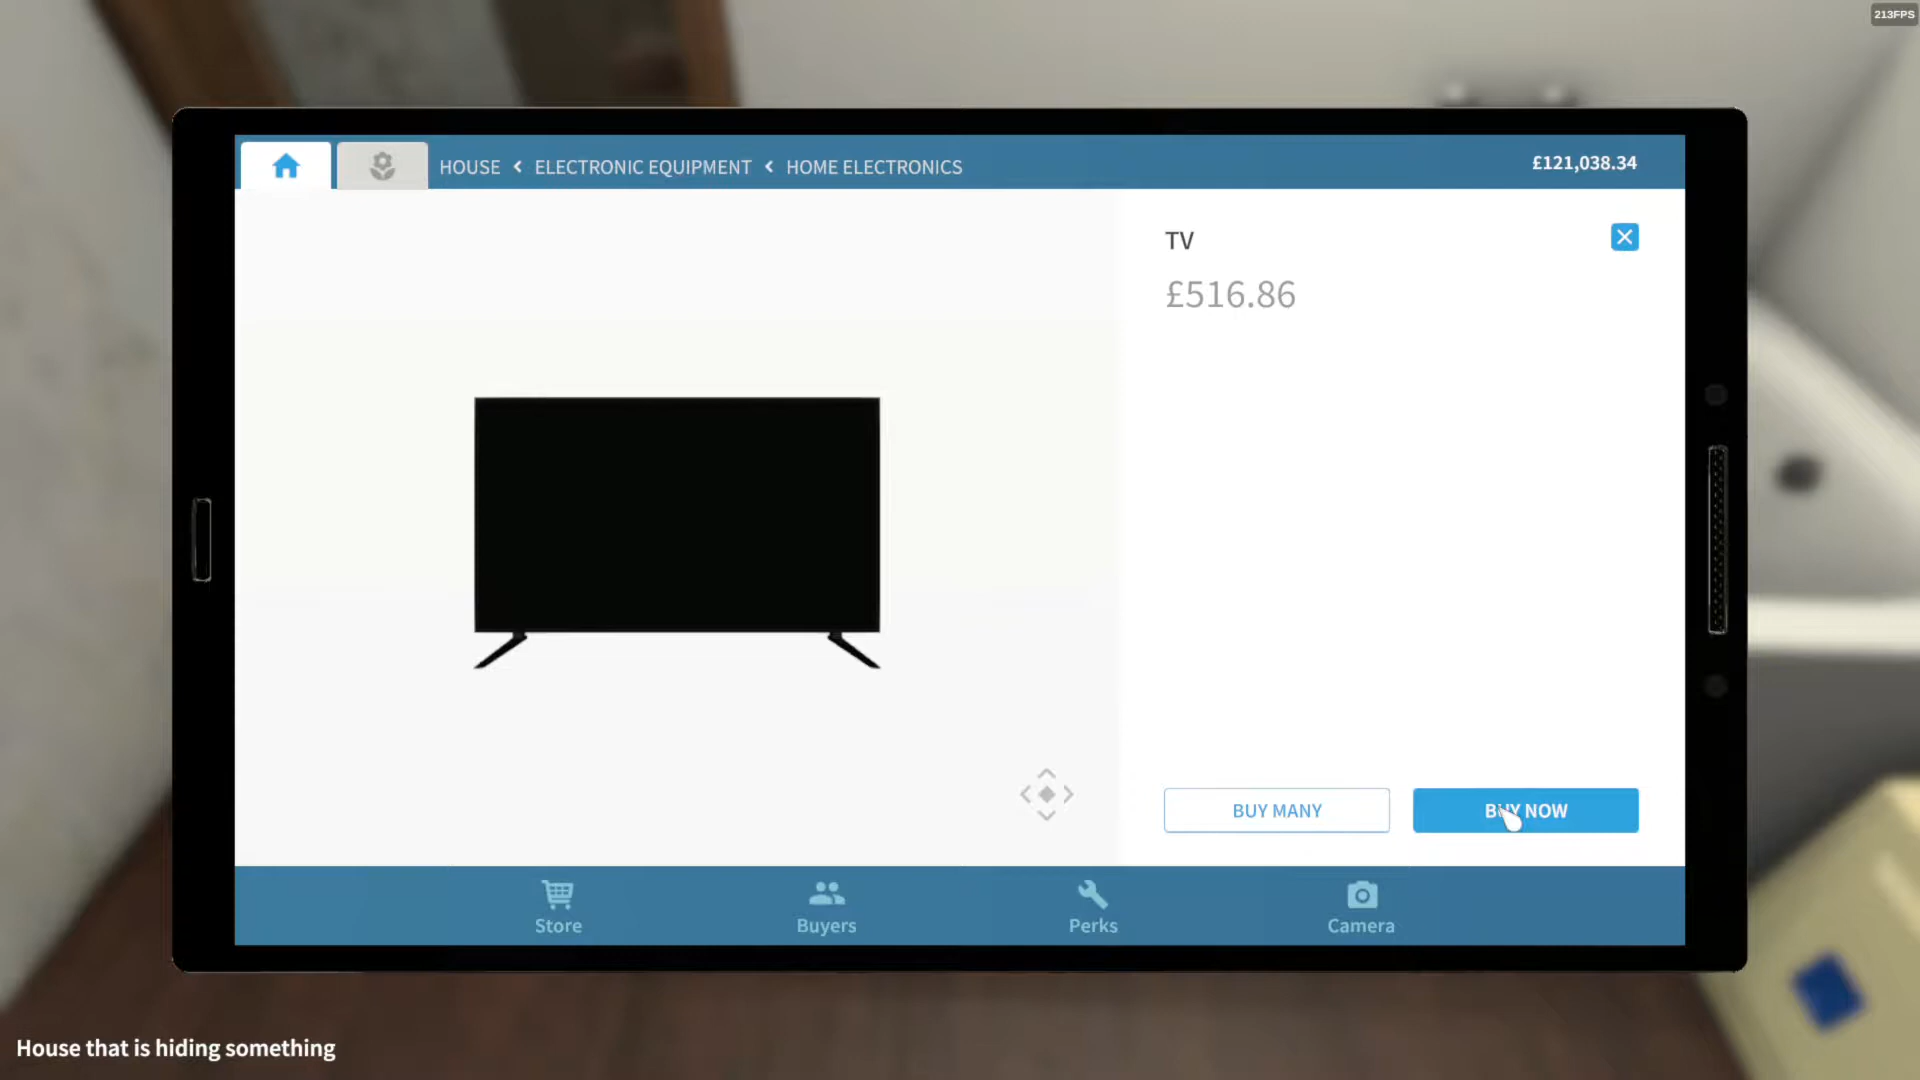 213FPS
HOUSE < ELECTRONIC EQUIPMENT < HOME ELECTRONICS
£121,038.34
TV
£516.86
BUY MANY
BUY NOW
Store
Buyers
Perks
Camera
House that is hiding something